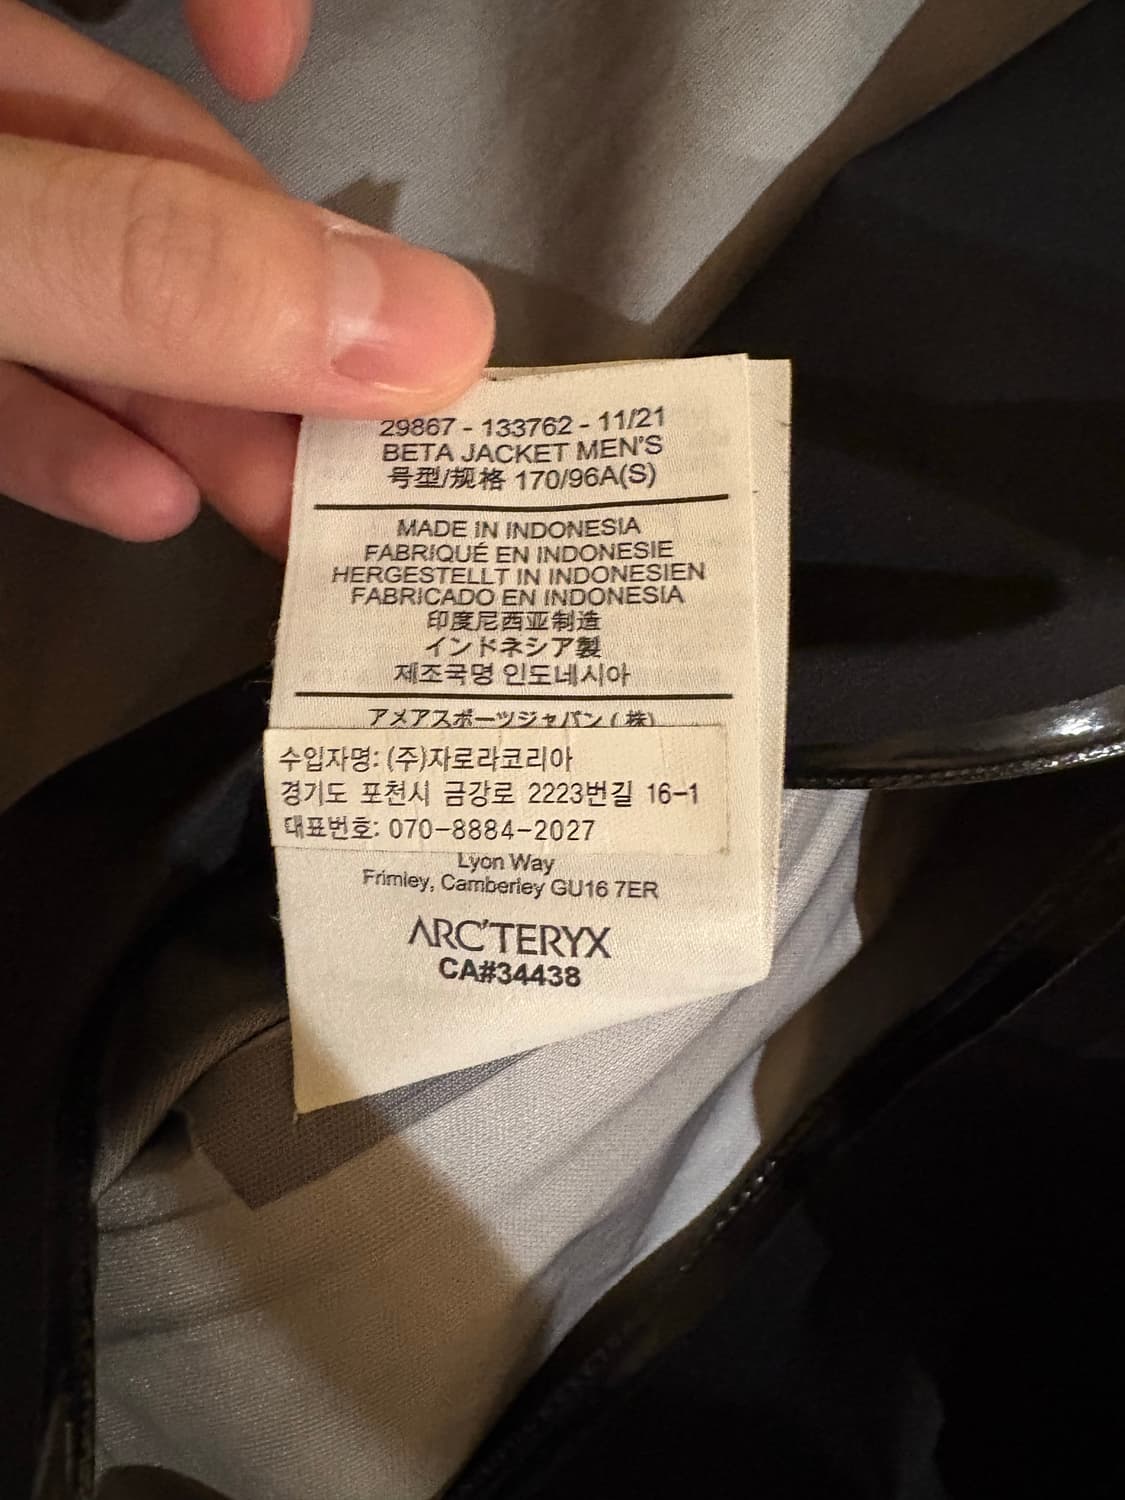 29867 - 133762 - 11/21
BETA JACKET MEN'S
号型/规格 170/96A(S)
MADE IN INDONESIA
FABRIQUÉ EN INDONESIE
HERGESTELLT IN INDONESIEN
FABRICADO EN INDONESIA
印度尼西亚制造
インドネシア製
제조국명 인도네시아
アメアスポーツジャパン(株)
수입자명: (주)자로라코리아
경기도 포천시 금강로 2223번길 16-1
대표번호: 070-8884-2027
Lyon Way
Frimley, Camberley GU16 7ER
ARC'TERYX
CA#34438